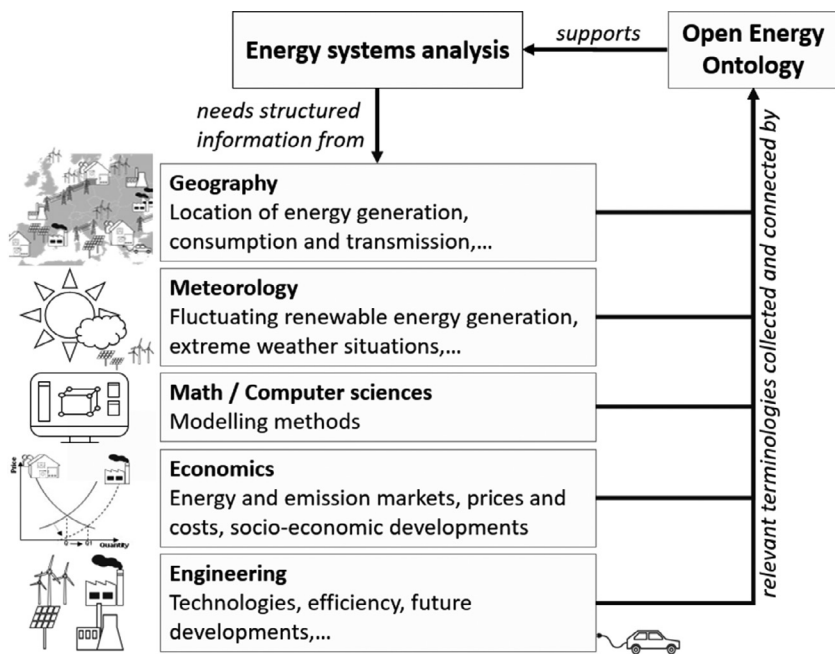 Energy systems analysis
supports
Open Energy
Ontology
needs structured
information from
Geography
Location of energy generation,
consumption and transmission,...
Meteorology
Fluctuating renewable energy generation,
extreme weather situations,...
Math / Computer sciences
Modelling methods
Economics
Energy and emission markets, prices and
costs, socio-economic developments
Engineering
Technologies, efficiency, future
developments,...
relevant terminologies collected and connected by
Price
Q
Q1
Quantity